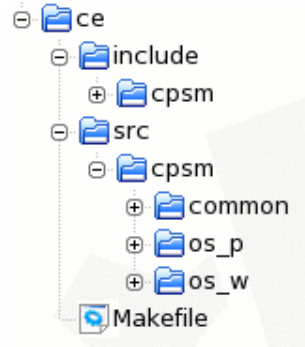 ce
include
cpsm
src
cpsm
common
os_p
os_w
Makefile